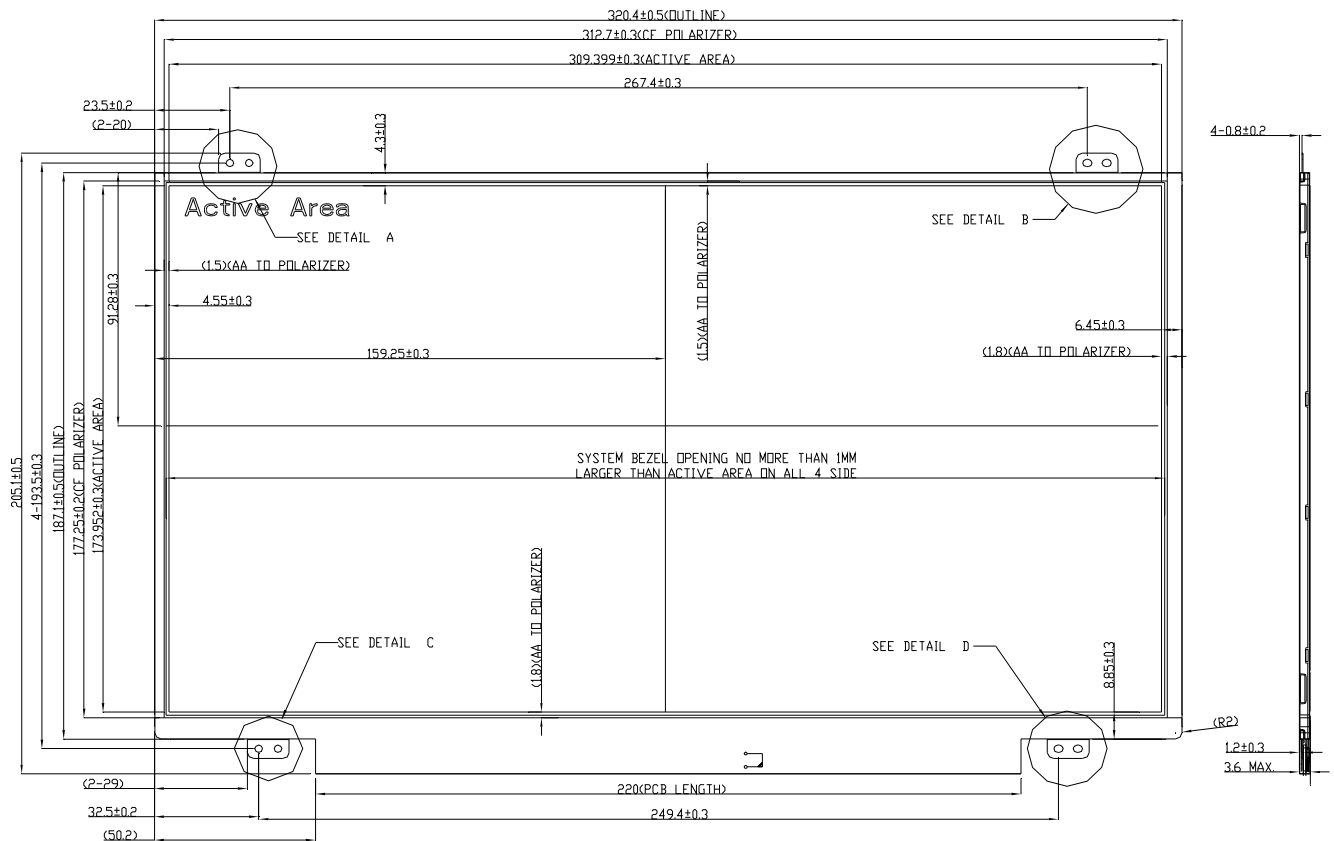 320.4±0.5(OUTLINE)
312.7±0.3(CF POLARIZER)
309.399±0.3(ACTIVE AREA)
267.4±0.3
23.5±0.2
(2-20)
4.3±0.3
4-0.8±0.2
Active Area
SEE DETAIL A
SEE DETAIL B
(1.5)(AA TO POLARIZER)
(1.5)(AA TO POLARIZER)
4.55±0.3
91.28±0.3
6.45±0.3
159.25±0.3
(1.8)(AA TO POLARIZER)
205.1±0.5
4-193.5±0.3
187.1±0.5(OUTLINE)
177.25±0.2(CF POLARIZER)
173.952±0.3(ACTIVE AREA)
SYSTEM BEZEL OPENING NO MORE THAN 1MM
LARGER THAN ACTIVE AREA ON ALL 4 SIDE
(1.8)(AA TO POLARIZER)
SEE DETAIL C
SEE DETAIL D
8.85±0.3
(R2)
1.2±0.3
3.6 MAX.
(2-29)
220(PCB LENGTH)
32.5±0.2
249.4±0.3
(50.2)